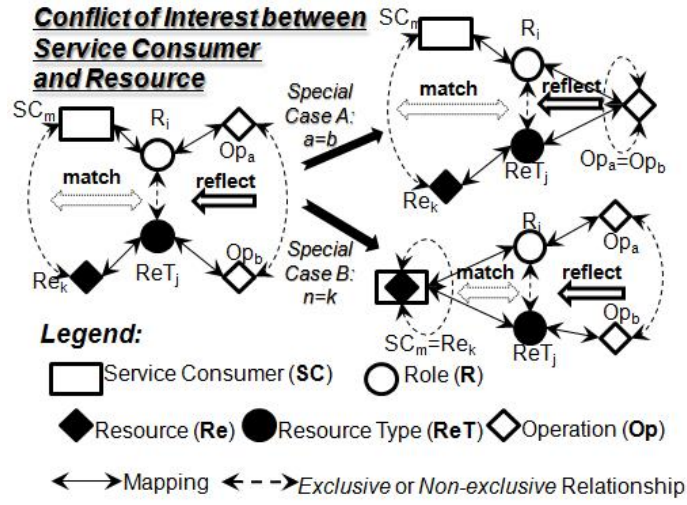 Conflict of Interest between
Service Consumer
and Resource
SCm
Ri
Opa
match
reflect
Rek
ReTj
Opb
Special
Case A:
a=b
Special
Case B:
n=k
SCm
Ri
match
reflect
Rek
ReTj
Opa=Opb
Ri
Opa
match
reflect
Opb
SCm=Rek
ReTj
Legend:
Service Consumer (SC)
Role (R)
Resource (Re)
Resource Type (ReT)
Operation (Op)
Mapping
Exclusive or Non-exclusive Relationship